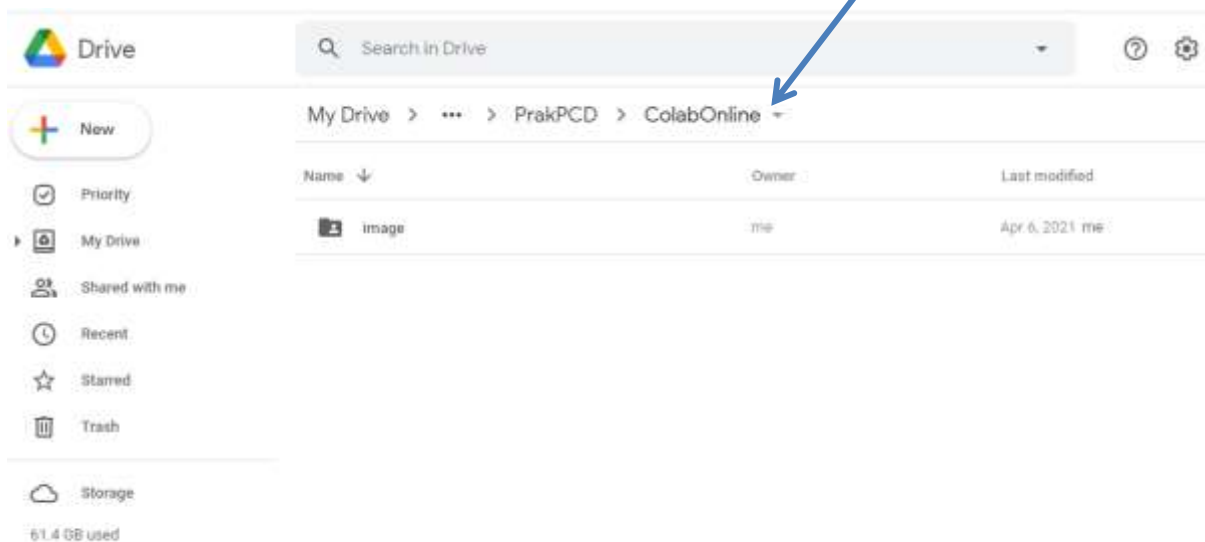 Drive
Search in Drive
New
My Drive > ••• > PrakPCD > ColabOnline
Name Owner Last modified
image me Apr 6, 2021 me
Priority
My Drive
Shared with me
Recent
Starred
Trash
Storage
61.4 GB used